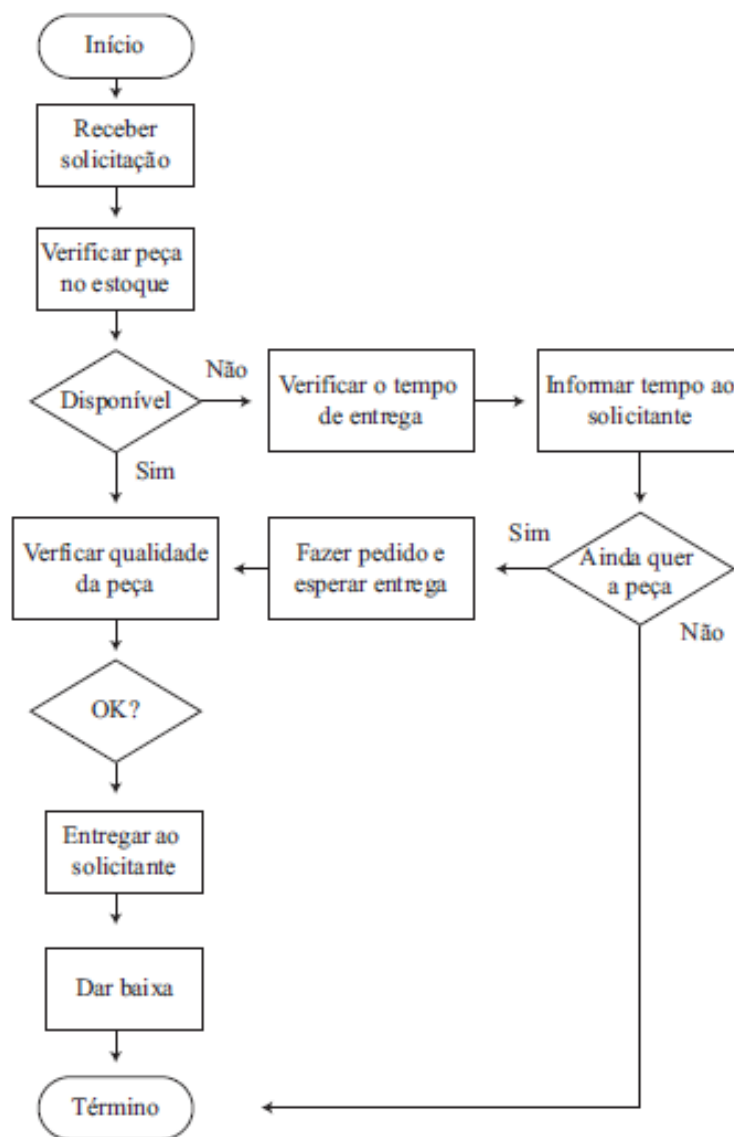 Início
Receber
solicitação
Verificar peça
no estoque
Disponível
Não
Verificar o tempo
de entrega
Informar tempo ao
solicitante
Sim
Verficar qualidade
da peça
Fazer pedido e
esperar entrega
Sim
Ainda quer
a peça
Não
OK?
Entregar ao
solicitante
Dar baixa
Término